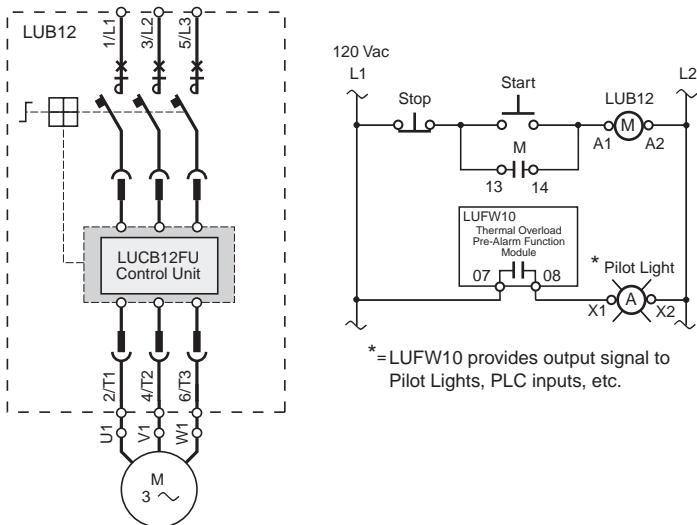 LUB12
1/L1
3/L2
5/L3
LUCB12FU
Control Unit
2/T1
4/T2
6/T3
U1
V1
W1
M
3 ~
120 Vac
L1
L2
Stop
Start
LUB12
M
A1
A2
M
13
14
LUFW10
Thermal Overload
Pre-Alarm Function
Module
07
08
* Pilot Light
A
X1
X2
*=LUFW10 provides output signal to
Pilot Lights, PLC inputs, etc.